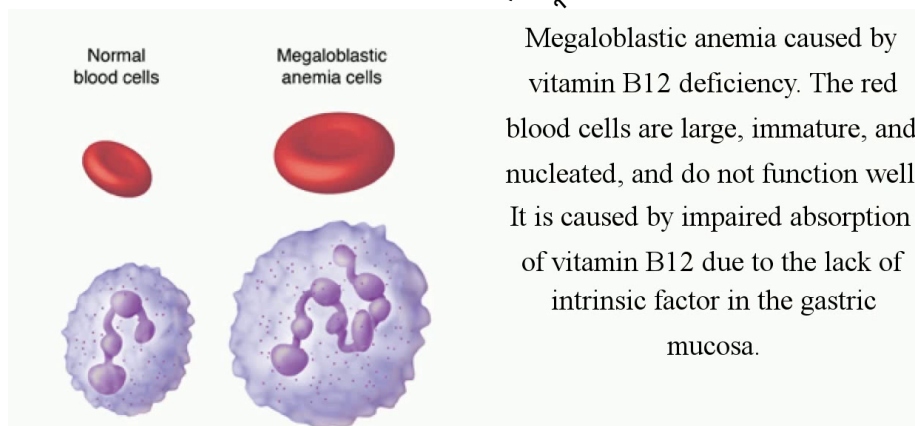 Normal
blood cells
Megaloblastic
anemia cells
Megaloblastic anemia caused by
vitamin B12 deficiency. The red
blood cells are large, immature, and
nucleated, and do not function well
It is caused by impaired absorption
of vitamin B12 due to the lack of
intrinsic factor in the gastric
mucosa.